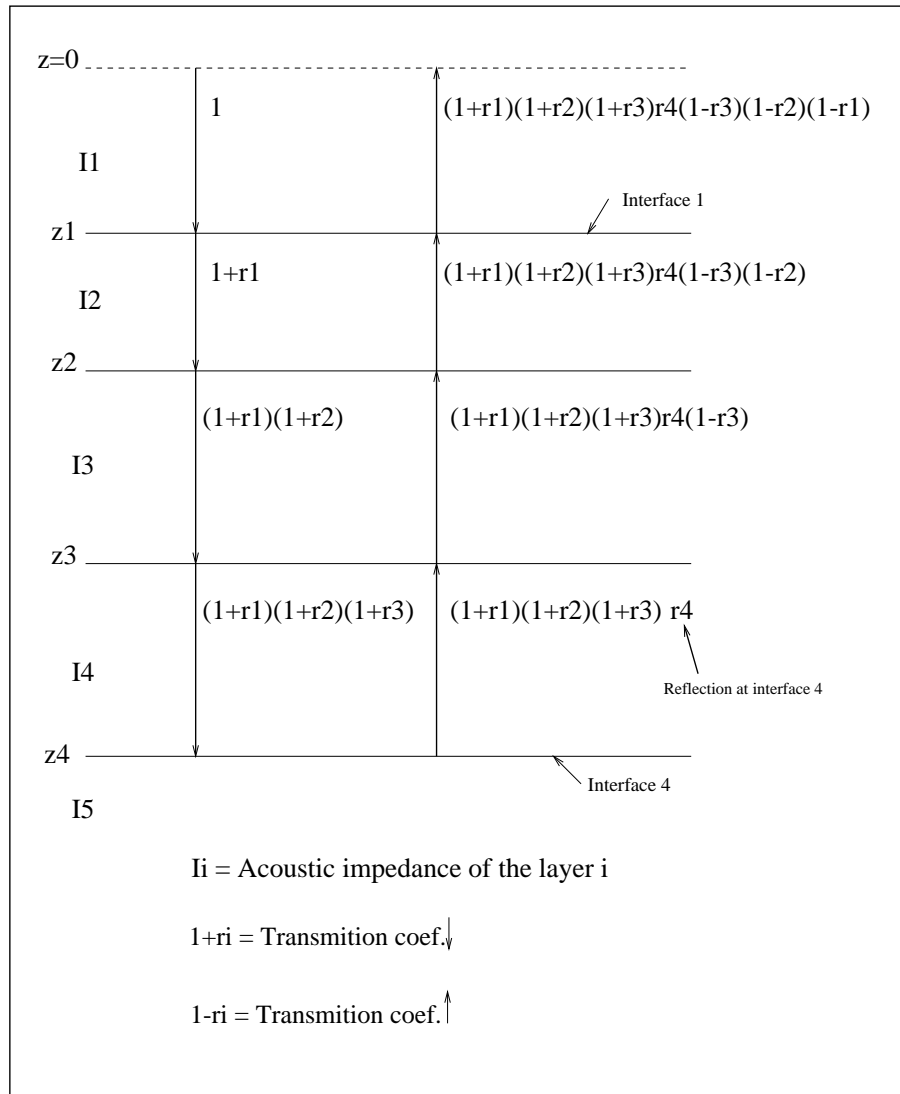 z=0
1
(1+r1)(1+r2)(1+r3)r4(1-r3)(1-r2)(1-r1)
I1
Interface 1
z1
1+r1
(1+r1)(1+r2)(1+r3)r4(1-r3)(1-r2)
I2
z2
(1+r1)(1+r2)
(1+r1)(1+r2)(1+r3)r4(1-r3)
I3
z3
(1+r1)(1+r2)(1+r3)
(1+r1)(1+r2)(1+r3) r4
I4
Reflection at interface 4
z4
Interface 4
I5
Ii = Acoustic impedance of the layer i
1+ri = Transmition coef.
1-ri = Transmition coef.